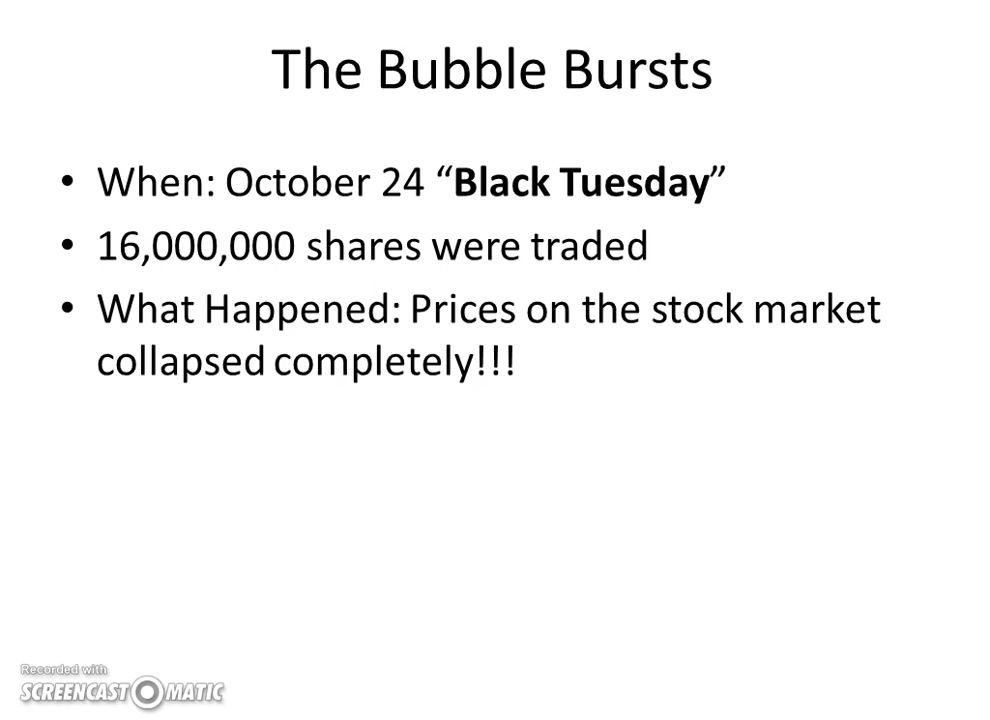 The Bubble Bursts
• When: October 24 “Black Tuesday”
• 16,000,000 shares were traded
• What Happened: Prices on the stock market
collapsed completely!!!
Recorded with
SCREENCAST MATIC